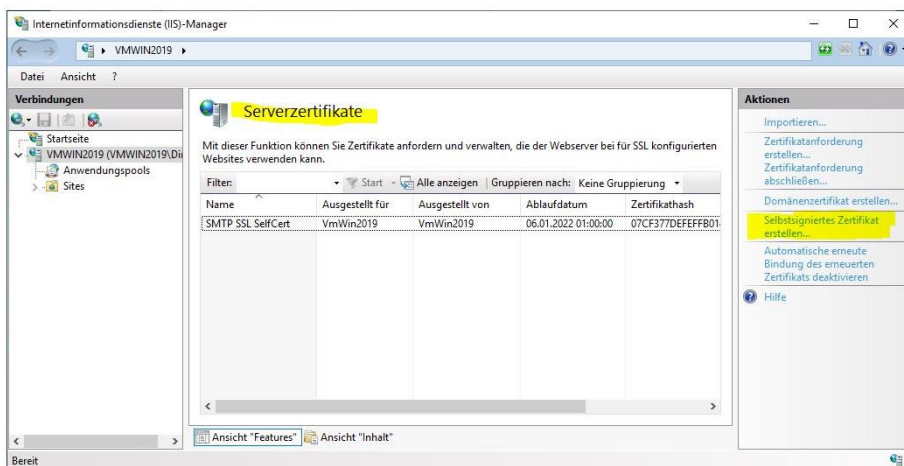 Internetinformationsdienste (IIS)-Manager
VMWIN2019
Datei Ansicht ?
Verbindungen
Startseite
VMWIN2019 (VMWIN2019\Di
Anwendungspools
Sites
Serverzertifikate
Mit dieser Funktion können Sie Zertifikate anfordern und verwalten, die der Webserver bei für SSL konfigurierten
Websites verwenden kann.
Filter: Start Alle anzeigen Gruppieren nach: Keine Gruppierung
Name Ausgestellt für Ausgestellt von Ablaufdatum Zertifikathash
SMTP SSL SelfCert VmWin2019 VmWin2019 06.01.2022 01:00:00
Ansicht "Features" Ansicht "Inhalt"
Aktionen
Importieren...
Zertifikatanforderung
erstellen...
Zertifikatanforderung
abschließen...
Domänenzertifikat erstellen...
Selbstsigniertes Zertifikat
erstellen...
Automatische erneute
Bindung des erneuerten
Zertifikats deaktivieren
Hilfe
Bereit